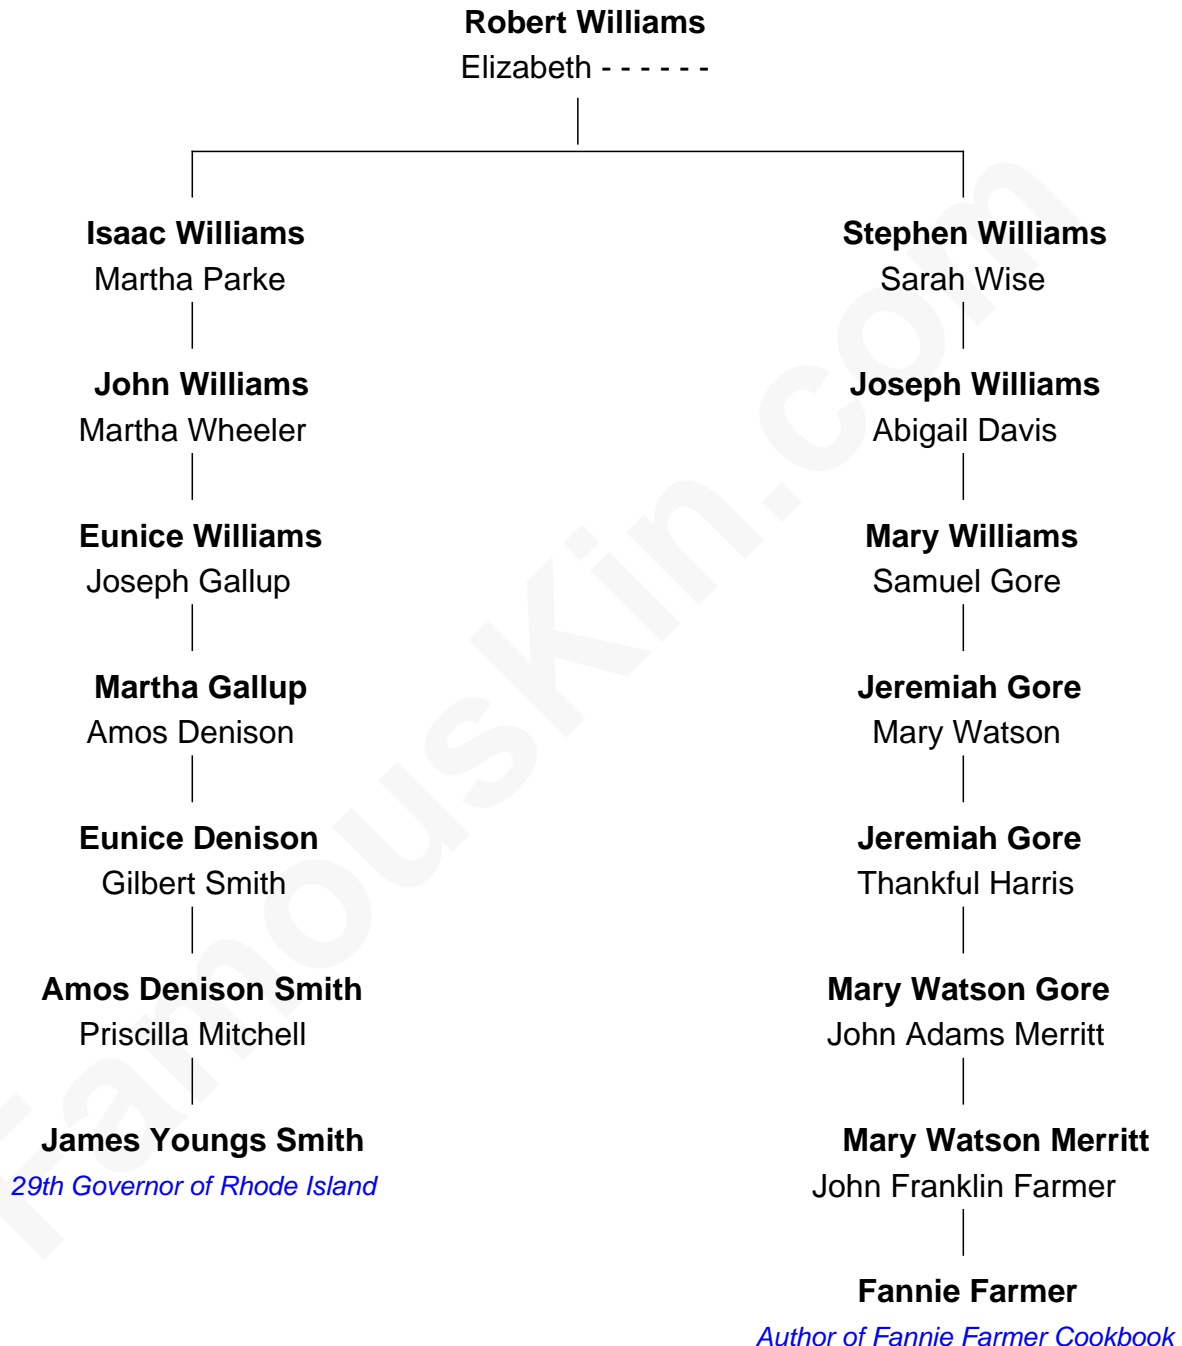 Robert Williams
Elizabeth - - - - - -
Isaac Williams
Martha Parke
John Williams
Martha Wheeler
Eunice Williams
Joseph Gallup
Martha Gallup
Amos Denison
Eunice Denison
Gilbert Smith
Amos Denison Smith
Priscilla Mitchell
James Youngs Smith
29th Governor of Rhode Island
Stephen Williams
Sarah Wise
Joseph Williams
Abigail Davis
Mary Williams
Samuel Gore
Jeremiah Gore
Mary Watson
Jeremiah Gore
Thankful Harris
Mary Watson Gore
John Adams Merritt
Mary Watson Merritt
John Franklin Farmer
Fannie Farmer
Author of Fannie Farmer Cookbook
FamousKin.com